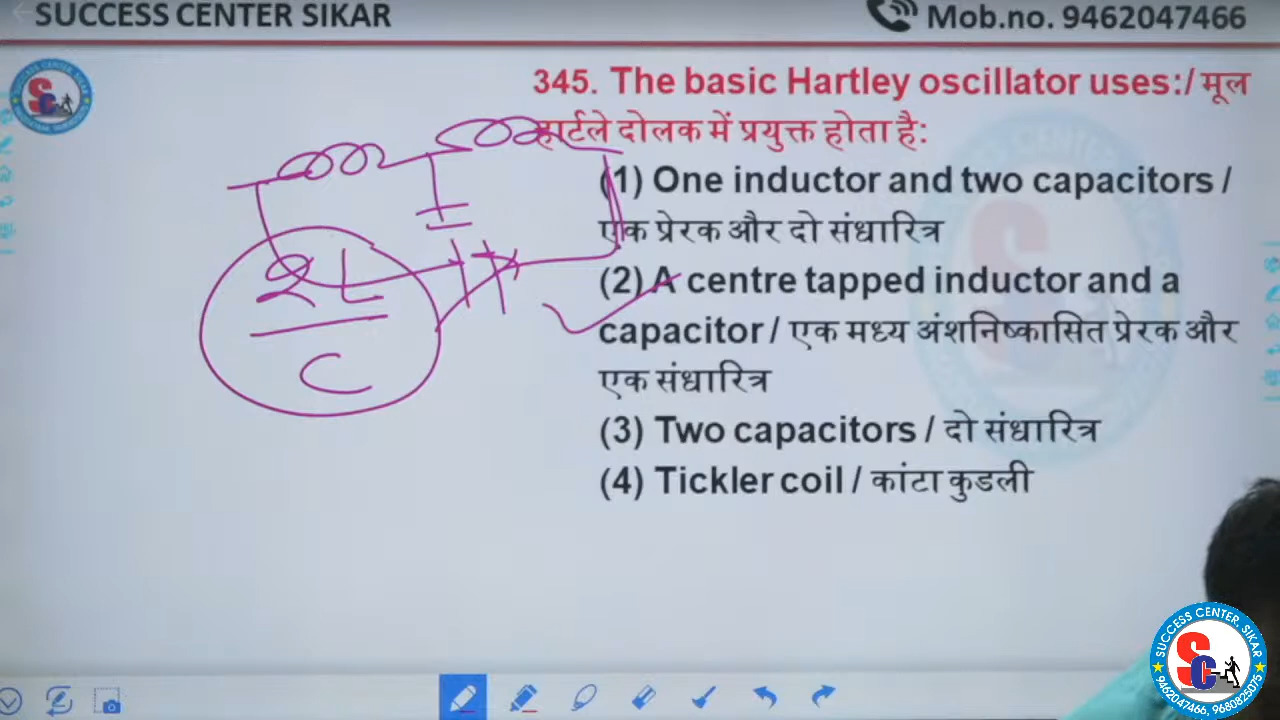 SUCCESS CENTER SIKAR
Mob.no. 9462047466
345. The basic Hartley oscillator uses:/ मूल
हार्टले दोलक में प्रयुक्त होता है:
(1) One inductor and two capacitors /
एक प्रेरक और दो संधारित्र
(2) A centre tapped inductor and a
capacitor / एक मध्य अंशनिष्कासित प्रेरक और
एक संधारित्र
(3) Two capacitors / दो संधारित्र
(4) Tickler coil / कांटा कुडली
2L
C
SUCCESS CENTER, SIKAR
SC
9462047466, 9680825075